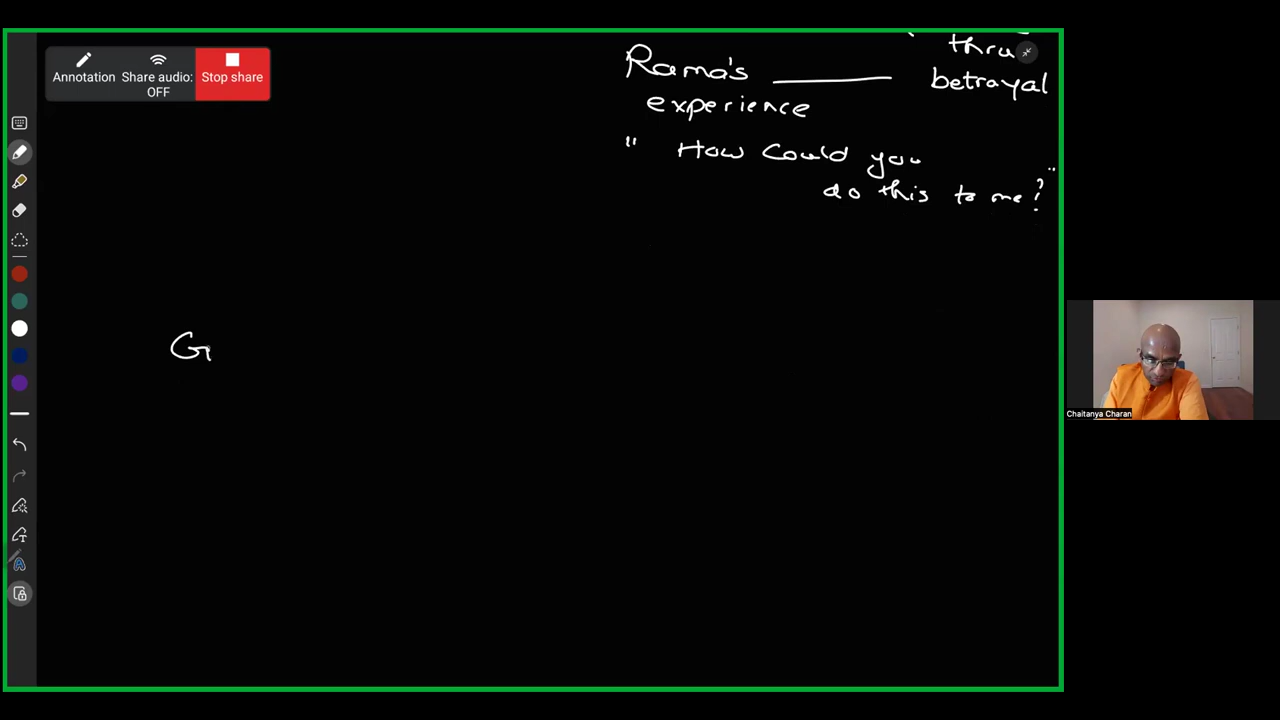 Annotation
Share audio:
OFF
Stop share
thru
Rama's
betrayal
experience
" How Could you
do this to me? "
G
Chaitanya Charan